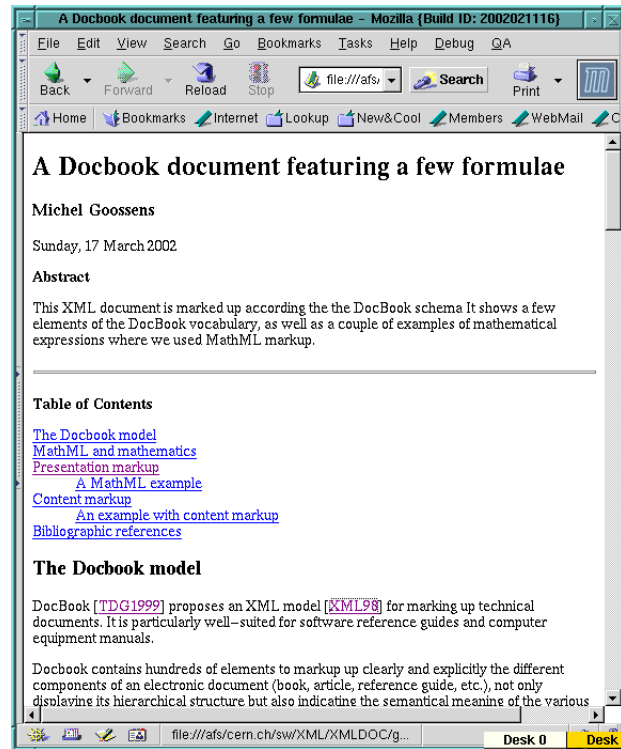 A Docbook document featuring a few formulae – Mozilla {Build ID: 2002021116}
File Edit View Search Go Bookmarks Tasks Help Debug QA
Back Forward Reload Stop file:///afs/ Search Print
Home Bookmarks Internet Lookup New&Cool Members WebMail C
A Docbook document featuring a few formulae
Michel Goossens
Sunday, 17 March 2002
Abstract
This XML document is marked up according the the DocBook schema It shows a few
elements of the DocBook vocabulary, as well as a couple of examples of mathematical
expressions where we used MathML markup.
Table of Contents
The Docbook model
MathML and mathematics
Presentation markup
A MathML example
Content markup
An example with content markup
Bibliographic references
The Docbook model
DocBook [TDG1999] proposes an XML model [XML98] for marking up technical
documents. It is particularly well–suited for software reference guides and computer
equipment manuals.
Docbook contains hundreds of elements to markup up clearly and explicitly the different
components of an electronic document (book, article, reference guide, etc.), not only
displaying its hierarchical structure but also indicating the semantical meaning of the various
file:///afs/cern.ch/sw/XML/XMLDOC/g...
Desk 0 Desk